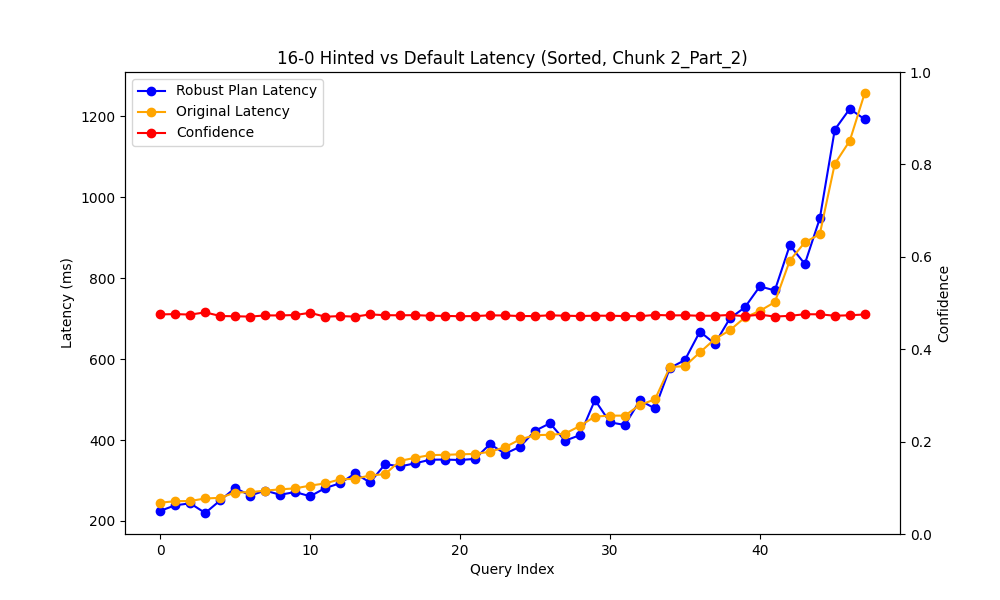 16-0 Hinted vs Default Latency (Sorted, Chunk 2_Part_2)
Robust Plan Latency
Original Latency
Confidence
1200
1000
800
600
400
200
Latency (ms)
1.0
0.8
0.6
0.4
0.2
0.0
Confidence
0
10
20
30
40
Query Index